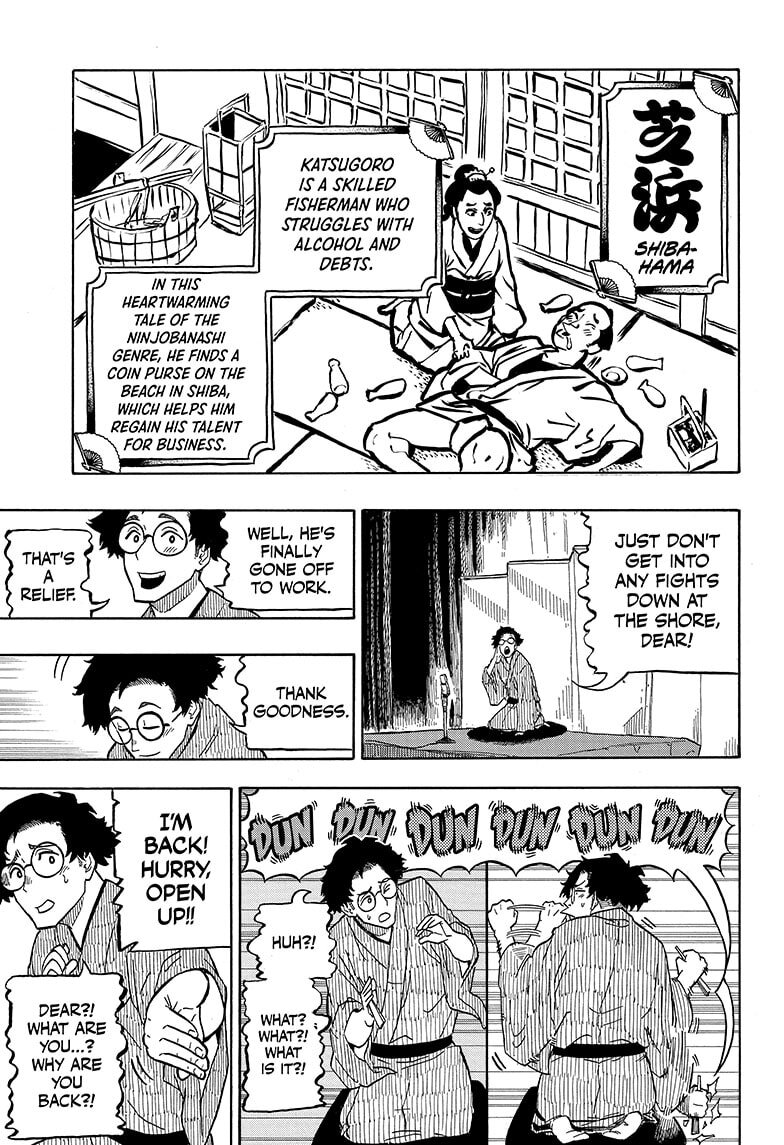 芝浜
SHIBA-
HAMA
KATSUGORO
IS A SKILLED
FISHERMAN WHO
STRUGGLES WITH
ALCOHOL AND
DEBTS.
IN THIS
HEARTWARMING
TALE OF THE
NINJOBANASHI
GENRE, HE FINDS A
COIN PURSE ON THE
BEACH IN SHIBA,
WHICH HELPS HIM
REGAIN HIS TALENT
FOR BUSINESS.
JUST DON'T
GET INTO
ANY FIGHTS
DOWN AT
THE SHORE,
DEAR!
WELL, HE'S
FINALLY
GONE OFF
TO WORK.
THAT'S
A
RELIEF.
THANK
GOODNESS.
DUN DUN DUN DUN DUN DUN
HUH?!
WHAT?
WHAT?!
WHAT
IS IT?!
I'M
BACK!
HURRY,
OPEN
UP!!
DEAR?!
WHAT ARE
YOU...?
WHY ARE
YOU
BACK?!